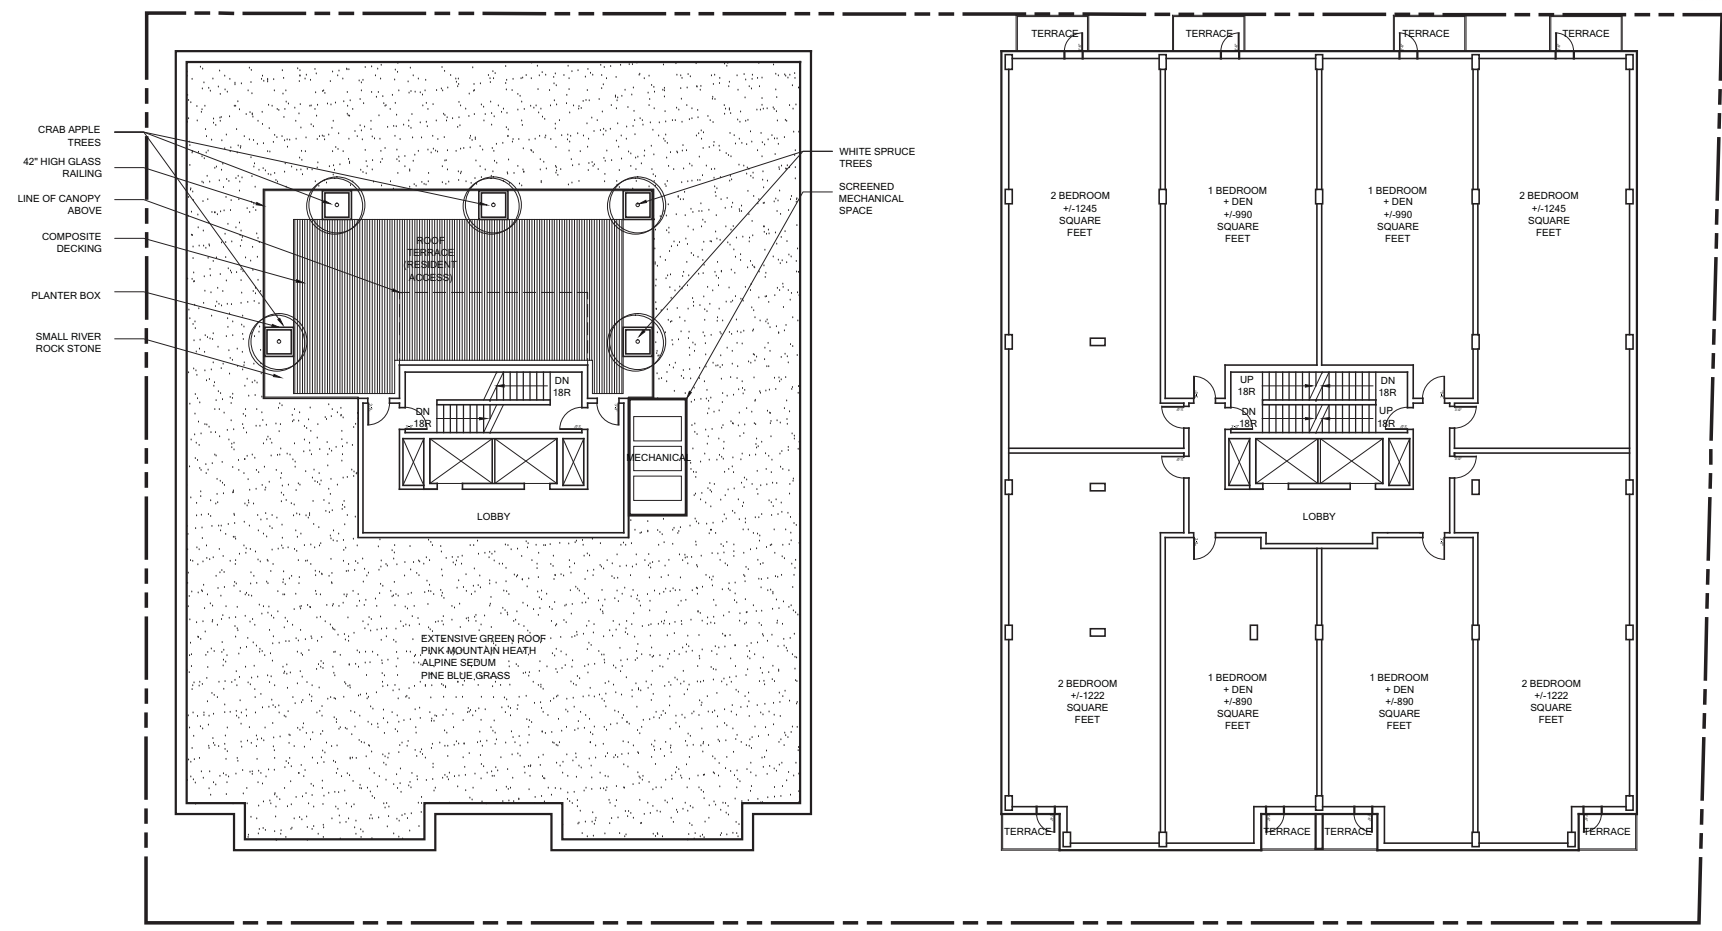 CRAB APPLE
TREES
42" HIGH GLASS
RAILING
LINE OF CANOPY
ABOVE
COMPOSITE
DECKING
PLANTER BOX
SMALL RIVER
ROCK STONE
WHITE SPRUCE
TREES
SCREENED
MECHANICAL
SPACE
ROOF
TERRACE
(RESIDENT
ACCESS)
DN
18R
DN
18R
MECHANICAL
LOBBY
EXTENSIVE GREEN ROOF
PINK MOUNTAIN HEATH
ALPINE SEDUM
PINE BLUE GRASS
TERRACE
TERRACE
TERRACE
TERRACE
2 BEDROOM
+/-1245
SQUARE
FEET
1 BEDROOM
+ DEN
+/-990
SQUARE
FEET
1 BEDROOM
+ DEN
+/-990
SQUARE
FEET
2 BEDROOM
+/-1245
SQUARE
FEET
UP
18R
DN
18R
DN
18R
UP
18R
LOBBY
2 BEDROOM
+/-1222
SQUARE
FEET
1 BEDROOM
+ DEN
+/-890
SQUARE
FEET
1 BEDROOM
+ DEN
+/-890
SQUARE
FEET
2 BEDROOM
+/-1222
SQUARE
FEET
TERRACE
TERRACE
TERRACE
TERRACE